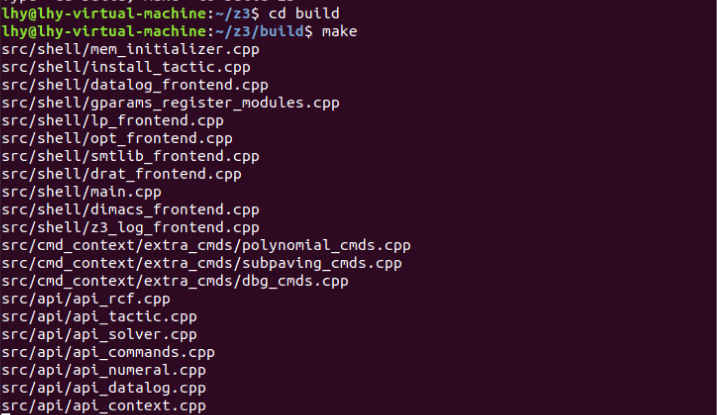 lhy@lhy-virtual-machine:~/z3$ cd build
lhy@lhy-virtual-machine:~/z3/build$ make
src/shell/mem_initializer.cpp
src/shell/install_tactic.cpp
src/shell/datalog_frontend.cpp
src/shell/gparams_register_modules.cpp
src/shell/lp_frontend.cpp
src/shell/opt_frontend.cpp
src/shell/smtlib_frontend.cpp
src/shell/drat_frontend.cpp
src/shell/main.cpp
src/shell/dimacs_frontend.cpp
src/shell/z3_log_frontend.cpp
src/cmd_context/extra_cmds/polynomial_cmds.cpp
src/cmd_context/extra_cmds/subpaving_cmds.cpp
src/cmd_context/extra_cmds/dbg_cmds.cpp
src/api/api_rcf.cpp
src/api/api_tactic.cpp
src/api/api_solver.cpp
src/api/api_commands.cpp
src/api/api_numeral.cpp
src/api/api_datalog.cpp
src/api/api_context.cpp